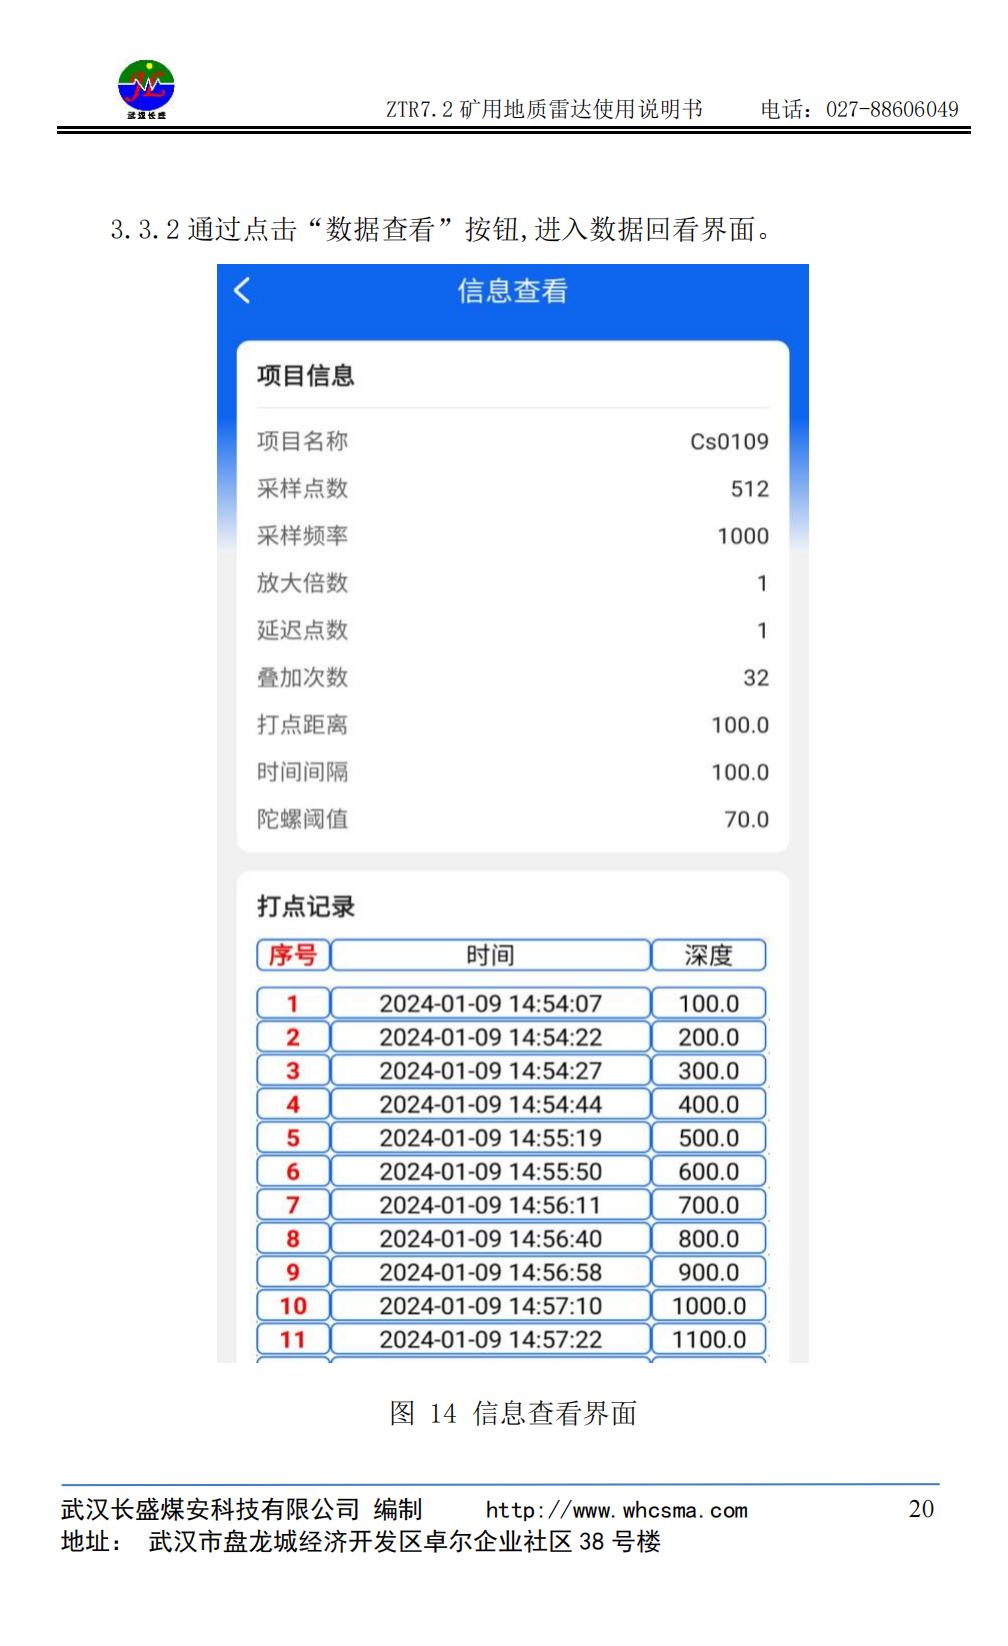 武汉长盛
ZTR7.2 矿用地质雷达使用说明书 电话：027-88606049
3.3.2 通过点击“数据查看”按钮,进入数据回看界面。
信息查看
项目信息
项目名称 Cs0109
采样点数 512
采样频率 1000
放大倍数 1
延迟点数 1
叠加次数 32
打点距离 100.0
时间间隔 100.0
陀螺阈值 70.0
打点记录
序号 时间 深度
1 2024-01-09 14:54:07 100.0
2 2024-01-09 14:54:22 200.0
3 2024-01-09 14:54:27 300.0
4 2024-01-09 14:54:44 400.0
5 2024-01-09 14:55:19 500.0
6 2024-01-09 14:55:50 600.0
7 2024-01-09 14:56:11 700.0
8 2024-01-09 14:56:40 800.0
9 2024-01-09 14:56:58 900.0
10 2024-01-09 14:57:10 1000.0
11 2024-01-09 14:57:22 1100.0
图 14 信息查看界面
武汉长盛煤安科技有限公司 编制 http://www.whcsma.com 20
地址： 武汉市盘龙城经济开发区卓尔企业社区 38 号楼